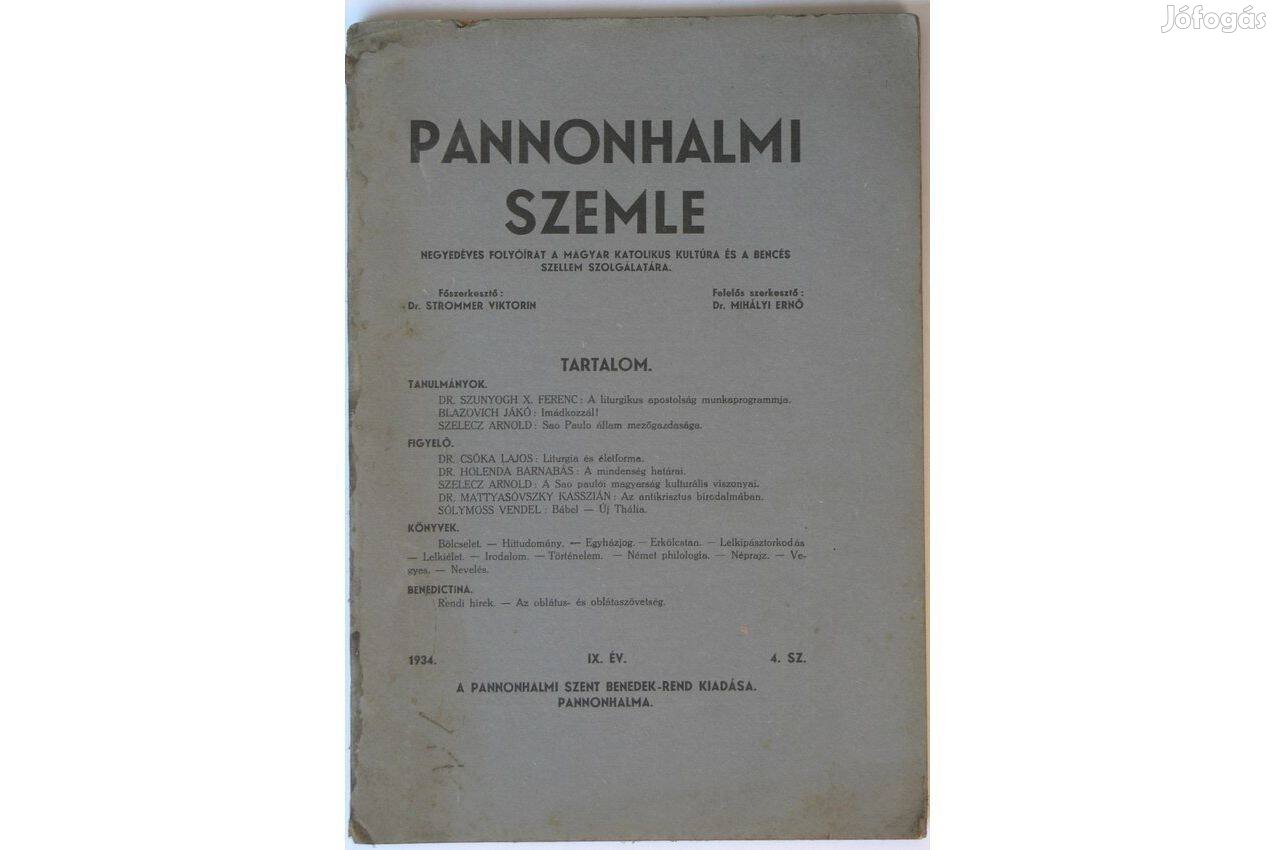 Jófogás
PANNONHALMI
SZEMLE
NEGYEDÉVES FOLYÓÍRAT A MAGYAR KATOLIKUS KULTÚRA ÉS A BENCÉS
SZELLEM SZOLGÁLATÁRA.
Főszerkesztő :
Dr. STROMMER VIKTORIN
Felelős szerkesztő :
Dr. MIHÁLYI ERNŐ
TARTALOM.
TANULMÁNYOK.
DR. SZUNYOGH X. FERENC : A liturgikus apostolság munkaprogrammja.
BLAZOVICH JÁKÓ : Imádkozzál!
SZELECZ ARNOLD : Sao Paulo állam mezőgazdasága.
FIGYELŐ.
DR. CSÓKA LAJOS : Liturgia és életforma.
DR. HOLENDA BARNABÁS : A mindenség határai.
SZELECZ ARNOLD : A Sao paulói magyarság kulturális viszonyai.
DR. MATTYASÓVSZKY KASSZIÁN : Az antikrisztus birodalmában.
SÓLYMOSS VENDEL : Bábel — Új Thália.
KÖNYVEK.
Bölcselet. — Hittudomány. — Egyházjog. — Erkölcstan. — Lelkipásztorkodás
— Lelkiélet. — Irodalom. — Történelem. — Német philologia. — Néprajz. — Ve-
gyes. — Nevelés.
BENEDICTINA.
Rendi hírek. — Az oblátus- és oblátaszövetség.
1934. IX. ÉV. 4. SZ.
A PANNONHALMI SZENT BENEDEK-REND KIADÁSA.
PANNONHALMA.